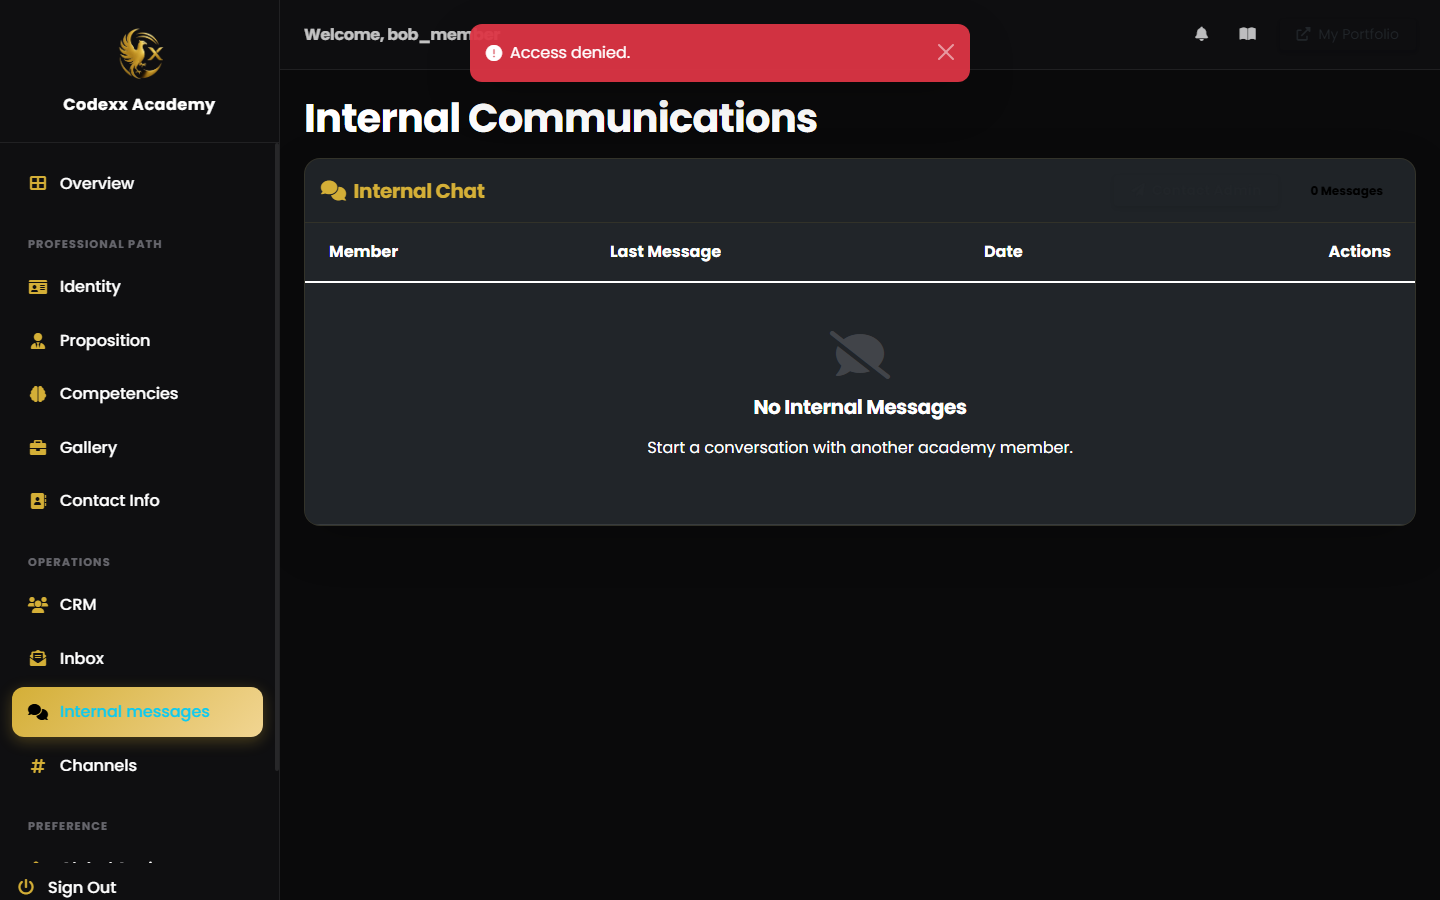 Codexx Academy
Overview
PROFESSIONAL PATH
Identity
Proposition
Competencies
Gallery
Contact Info
OPERATIONS
CRM
Inbox
Internal messages
Channels
PREFERENCE
Sign Out
Welcome, bob_member
Access denied.
My Portfolio
Internal Communications
Internal Chat
0 Messages
Member Last Message Date Actions
No Internal Messages
Start a conversation with another academy member.